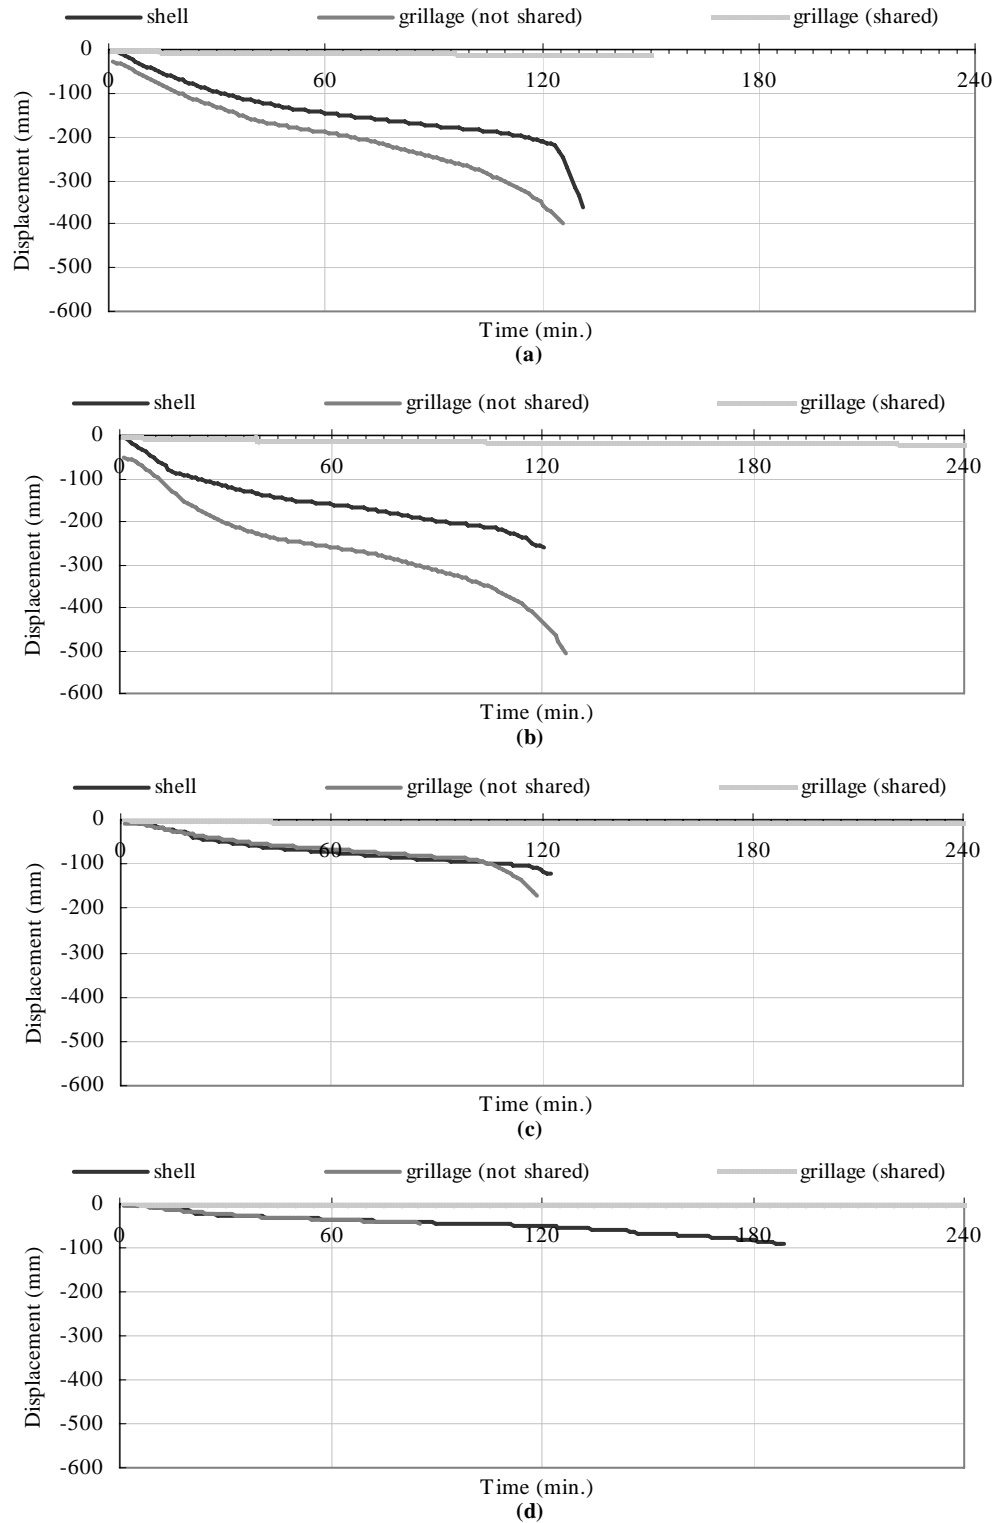 shell grillage (not shared) grillage (shared)
0
0 60 120 180 240
-100
-200
-300
-400
-500
-600
Displacement (mm)
Time (min.)
(a)
shell grillage (not shared) grillage (shared)
0
0 60 120 180 240
-100
-200
-300
-400
-500
-600
Displacement (mm)
Time (min.)
(b)
shell grillage (not shared) grillage (shared)
0
0 60 120 180 240
-100
-200
-300
-400
-500
-600
Displacement (mm)
Time (min.)
(c)
shell grillage (not shared) grillage (shared)
0
0 60 120 180 240
-100
-200
-300
-400
-500
-600
Displacement (mm)
Time (min.)
(d)